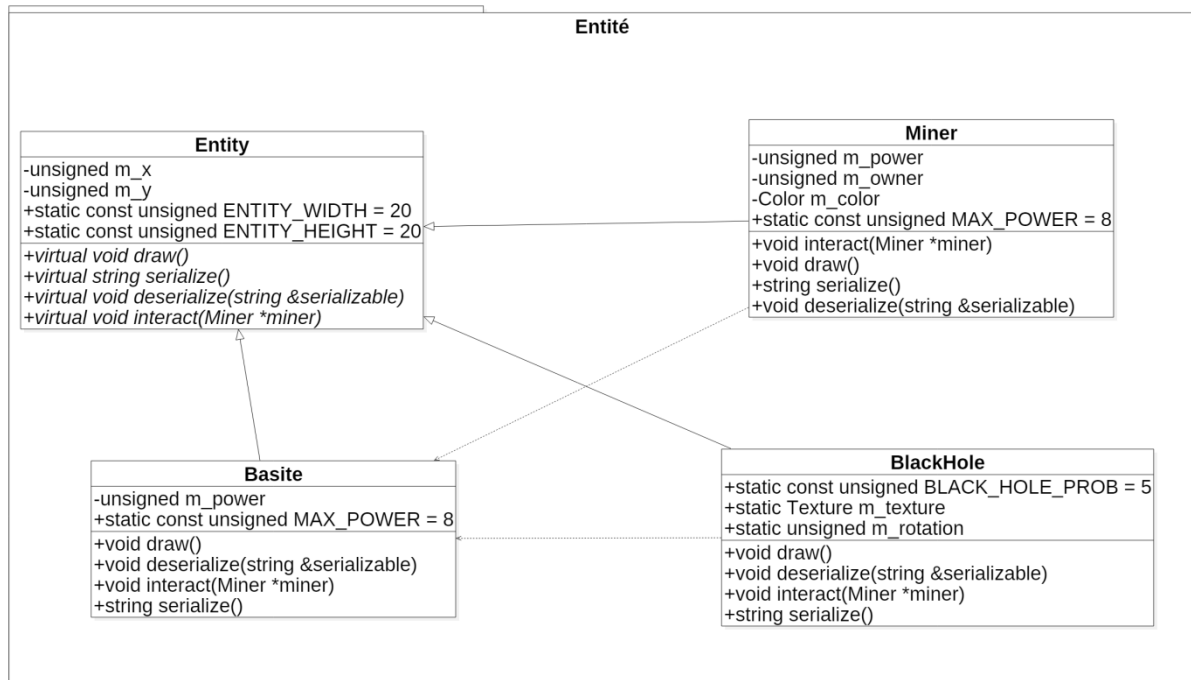 Entité
Entity
-unsigned m_x
-unsigned m_y
+static const unsigned ENTITY_WIDTH = 20
+static const unsigned ENTITY_HEIGHT = 20
+virtual void draw()
+virtual string serialize()
+virtual void deserialize(string &serializable)
+virtual void interact(Miner *miner)
Miner
-unsigned m_power
-unsigned m_owner
-Color m_color
+static const unsigned MAX_POWER = 8
+void interact(Miner *miner)
+void draw()
+string serialize()
+void deserialize(string &serializable)
Basite
-unsigned m_power
+static const unsigned MAX_POWER = 8
+void draw()
+void deserialize(string &serializable)
+void interact(Miner *miner)
+string serialize()
BlackHole
+static const unsigned BLACK_HOLE_PROB = 5
+static Texture m_texture
+static unsigned m_rotation
+void draw()
+void deserialize(string &serializable)
+void interact(Miner *miner)
+string serialize()